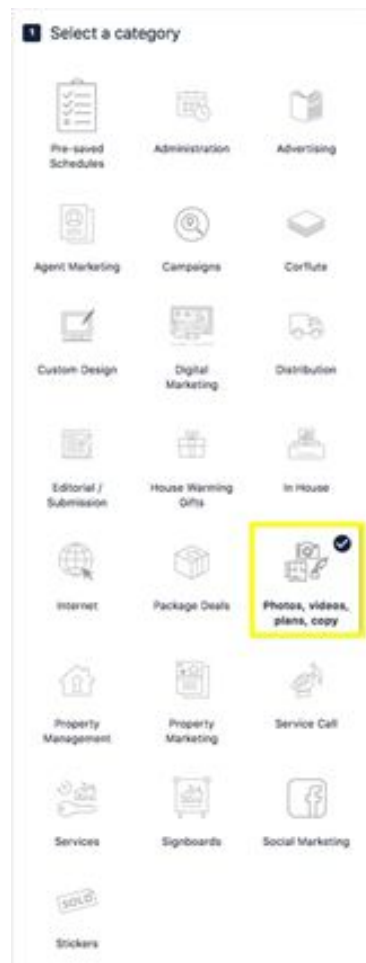 1 Select a category
Pre-saved
Schedules
Administration
Advertising
Agent Marketing
Campaigns
Corflute
Custom Design
Digital
Marketing
Distribution
Editorial /
Submission
House Warming
Gifts
In House
Internet
Package Deals
Photos, videos,
plans, copy
Property
Management
Property
Marketing
Service Call
Services
Signboards
Social Marketing
SOLD
Stickers